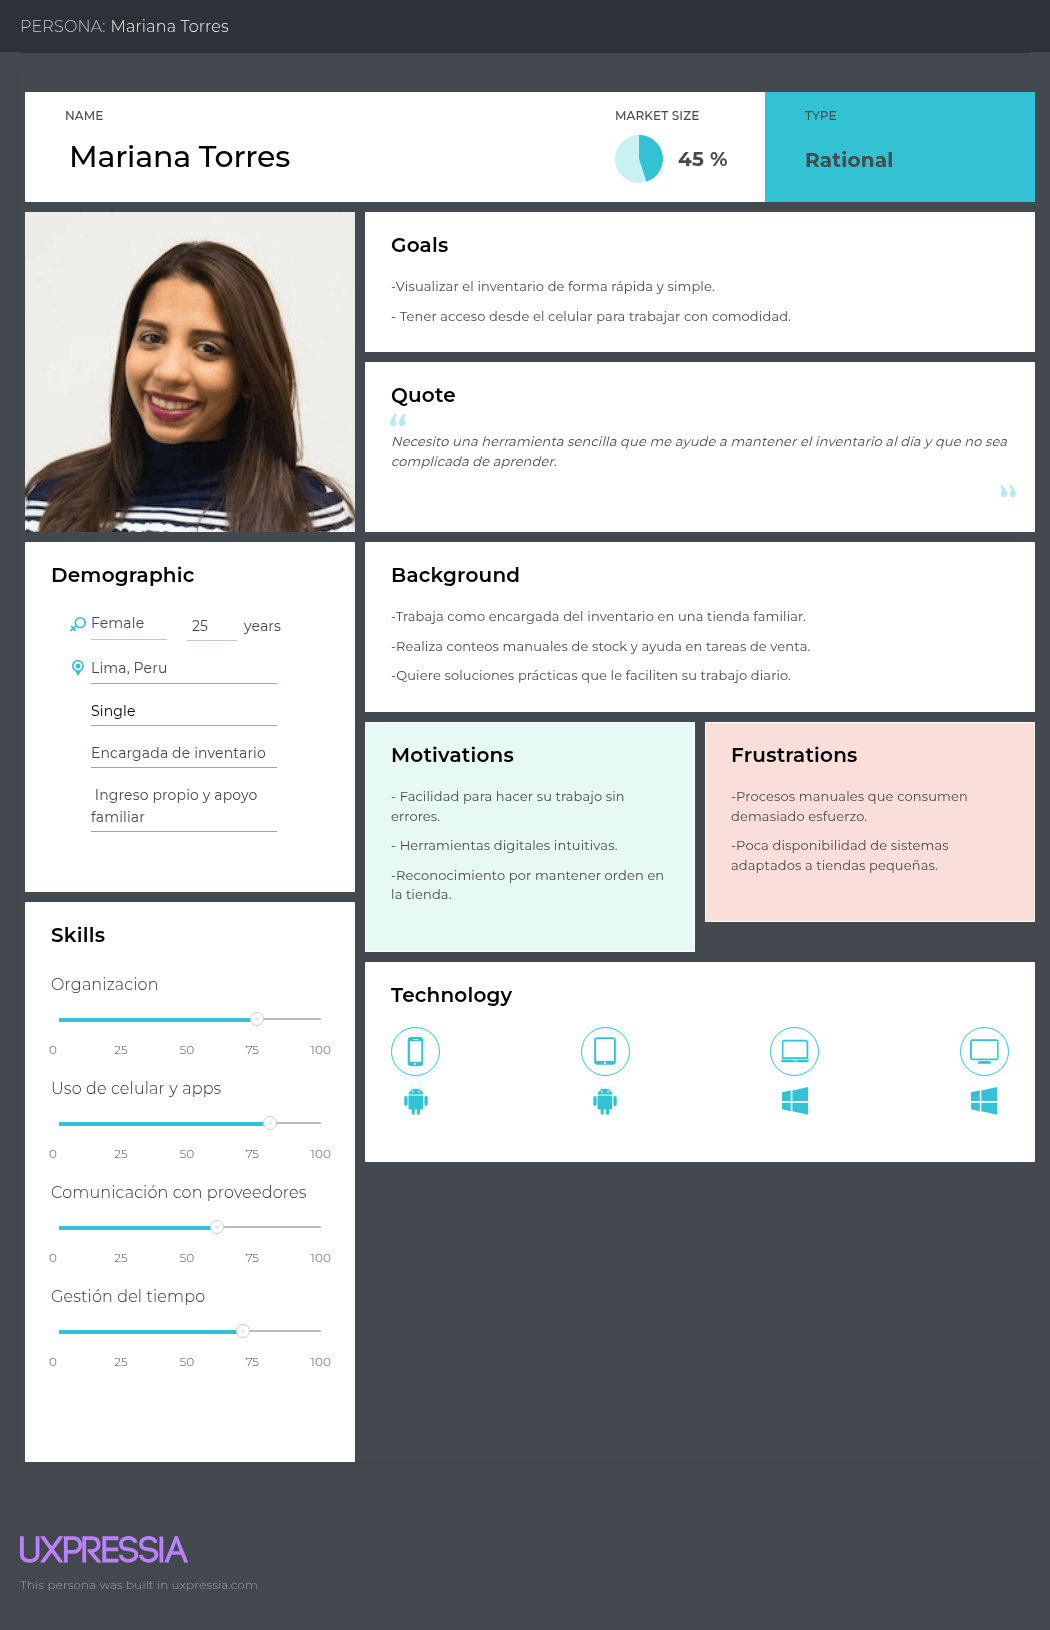 PERSONA: Mariana Torres
NAME
Mariana Torres
MARKET SIZE
45 %
TYPE
Rational
Goals
-Visualizar el inventario de forma rápida y simple.
- Tener acceso desde el celular para trabajar con comodidad.
Quote
“
Necesito una herramienta sencilla que me ayude a mantener el inventario al día y que no sea
complicada de aprender.
”
Demographic
Female
25 years
Lima, Peru
Single
Encargada de inventario
Ingreso propio y apoyo
familiar
Background
-Trabaja como encargada del inventario en una tienda familiar.
-Realiza conteos manuales de stock y ayuda en tareas de venta.
-Quiere soluciones prácticas que le faciliten su trabajo diario.
Motivations
- Facilidad para hacer su trabajo sin
errores.
- Herramientas digitales intuitivas.
-Reconocimiento por mantener orden en
la tienda.
Frustrations
-Procesos manuales que consumen
demasiado esfuerzo.
-Poca disponibilidad de sistemas
adaptados a tiendas pequeñas.
Skills
Organizacion
0 25 50 75 100
Uso de celular y apps
0 25 50 75 100
Comunicación con proveedores
0 25 50 75 100
Gestión del tiempo
0 25 50 75 100
Technology
UXPRESSIA
This persona was built in uxpressia.com